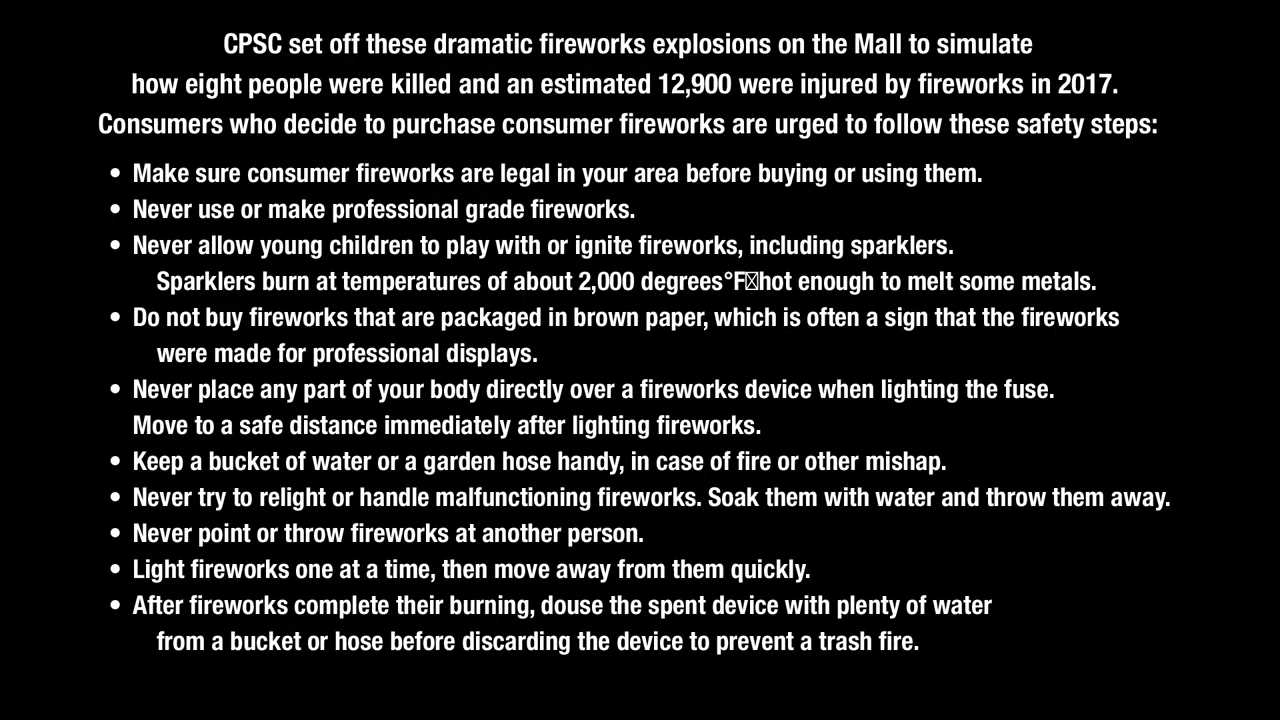 CPSC set off these dramatic fireworks explosions on the Mall to simulate
how eight people were killed and an estimated 12,900 were injured by fireworks in 2017.
Consumers who decide to purchase consumer fireworks are urged to follow these safety steps:
• Make sure consumer fireworks are legal in your area before buying or using them.
• Never use or make professional grade fireworks.
• Never allow young children to play with or ignite fireworks, including sparklers.
Sparklers burn at temperatures of about 2,000 degrees°F☒hot enough to melt some metals.
• Do not buy fireworks that are packaged in brown paper, which is often a sign that the fireworks
were made for professional displays.
• Never place any part of your body directly over a fireworks device when lighting the fuse.
Move to a safe distance immediately after lighting fireworks.
• Keep a bucket of water or a garden hose handy, in case of fire or other mishap.
• Never try to relight or handle malfunctioning fireworks. Soak them with water and throw them away.
• Never point or throw fireworks at another person.
• Light fireworks one at a time, then move away from them quickly.
• After fireworks complete their burning, douse the spent device with plenty of water
from a bucket or hose before discarding the device to prevent a trash fire.